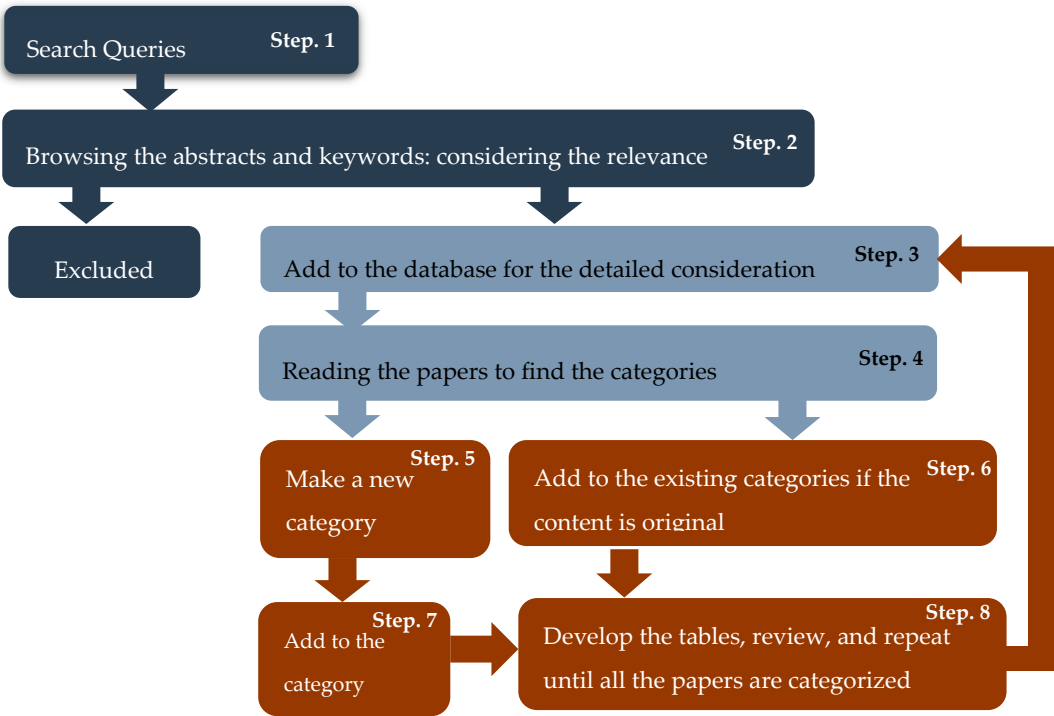 Step. 1
Search Queries
Step. 2
Browsing the abstracts and keywords: considering the relevance
Excluded
Step. 3
Add to the database for the detailed consideration
Step. 4
Reading the papers to find the categories
Step. 5
Make a new
category
Step. 6
Add to the existing categories if the
content is original
Step. 7
Add to the
category
Step. 8
Develop the tables, review, and repeat
until all the papers are categorized